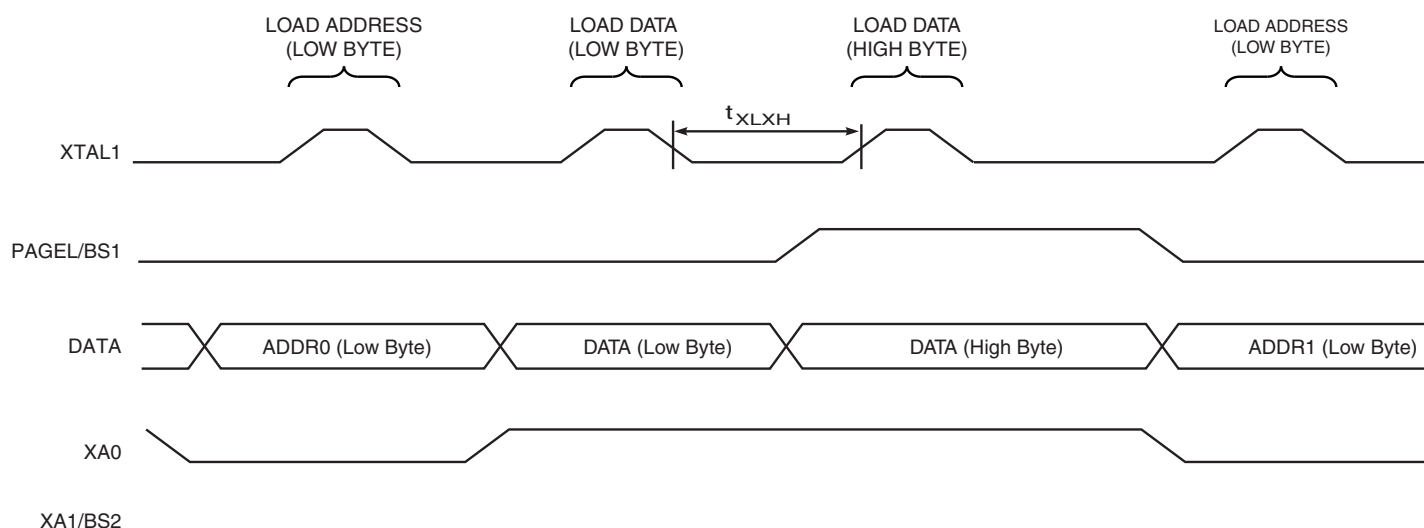 LOAD ADDRESS
(LOW BYTE)
LOAD DATA
(LOW BYTE)
LOAD DATA
(HIGH BYTE)
LOAD ADDRESS
(LOW BYTE)
tXLXH
XTAL1
PAGEL/BS1
DATA
ADDR0 (Low Byte)
DATA (Low Byte)
DATA (High Byte)
ADDR1 (Low Byte)
XA0
XA1/BS2